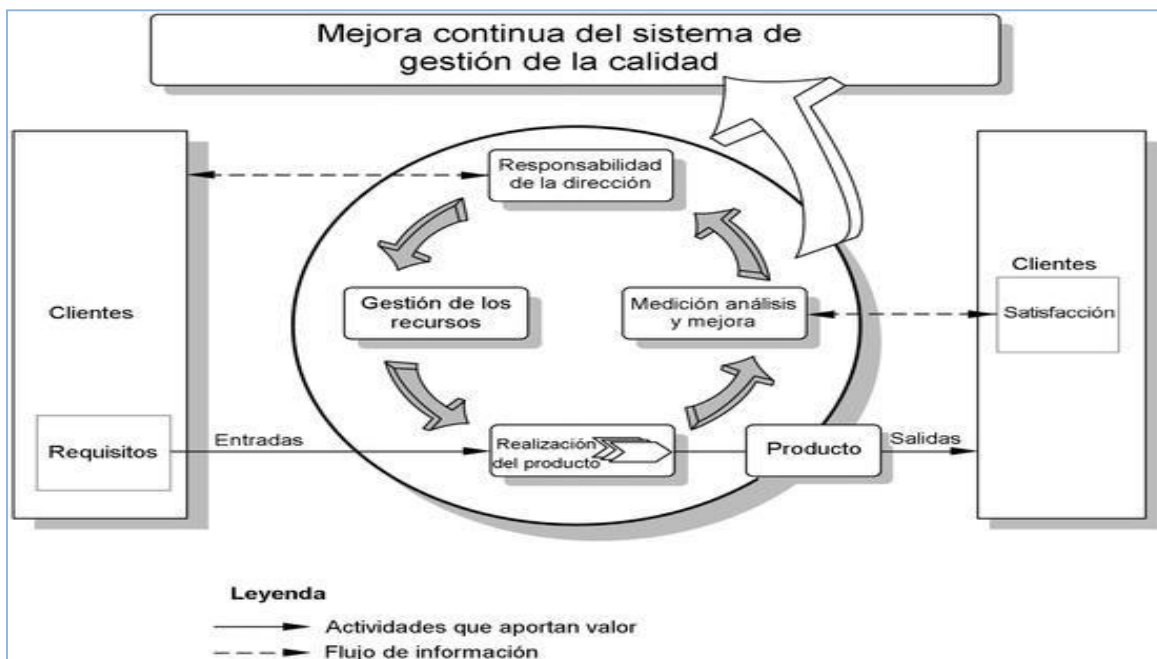 Mejora continua del sistema de
gestión de la calidad
Responsabilidad
de la dirección
Clientes
Gestión de los
recursos
Medición análisis
y mejora
Clientes
Satisfacción
Requisitos
Entradas
Realización
del producto
Producto
Salidas
Leyenda
Actividades que aportan valor
Flujo de información